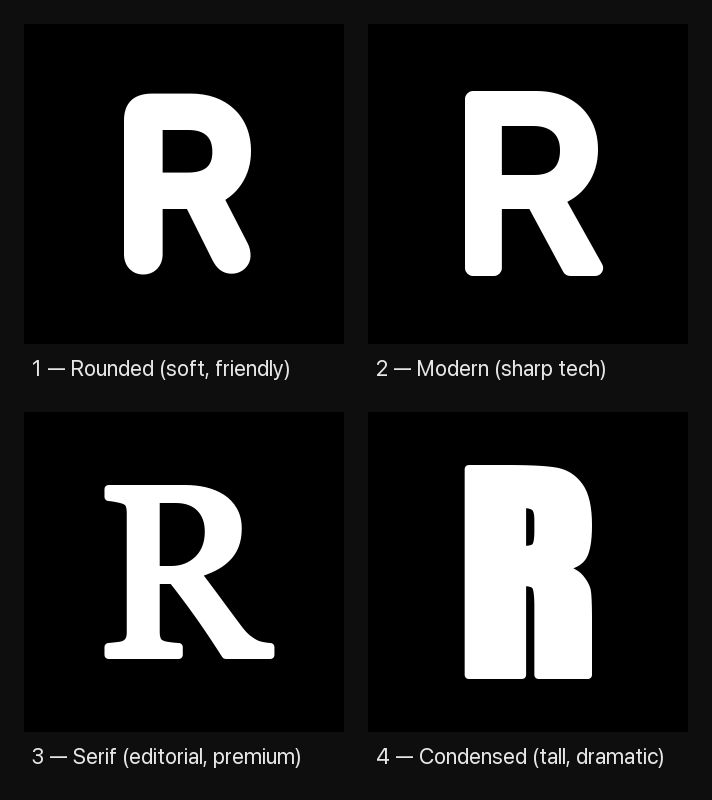 R
R
1 — Rounded (soft, friendly)
2 — Modern (sharp tech)
R
R
3 — Serif (editorial, premium)
4 — Condensed (tall, dramatic)